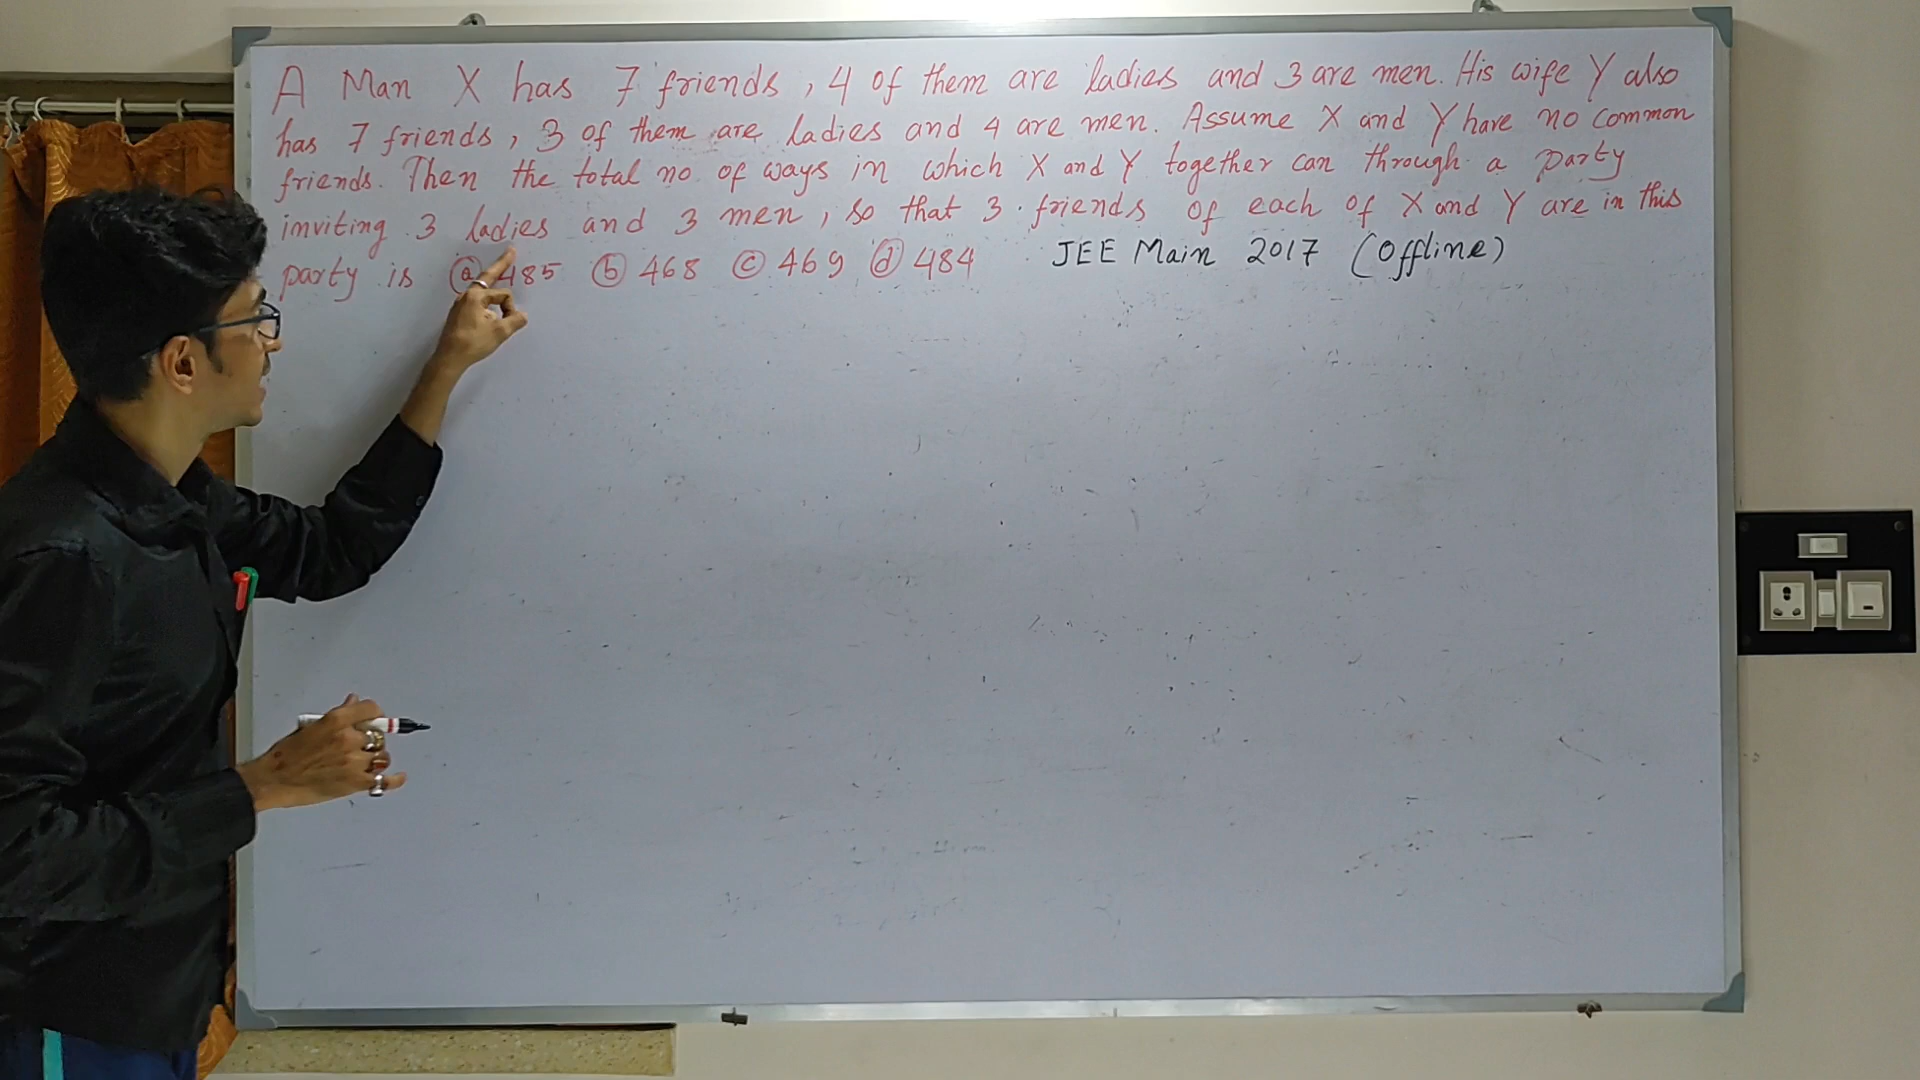 A Man X has 7 friends, 4 of them are ladies and 3 are men. His wife Y also
has 7 friends, 3 of them are ladies and 4 are men. Assume X and Y have no common
friends. Then the total no of ways in which X and Y together can through a party
inviting 3 ladies and 3 men, so that 3 friends of each of X and Y are in this
party is (a) 485 (b) 468 (c) 469 (d) 484 JEE Main 2017 (Offline)